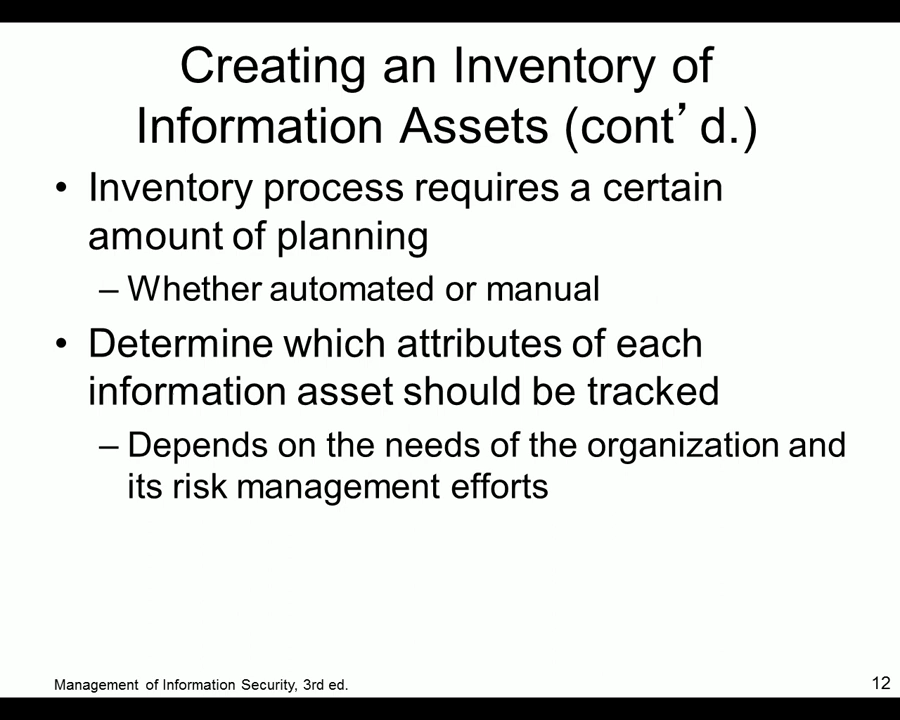 Creating an Inventory of
Information Assets (cont’d.)
• Inventory process requires a certain
amount of planning
– Whether automated or manual
• Determine which attributes of each
information asset should be tracked
– Depends on the needs of the organization and
its risk management efforts
Management of Information Security, 3rd ed.
12